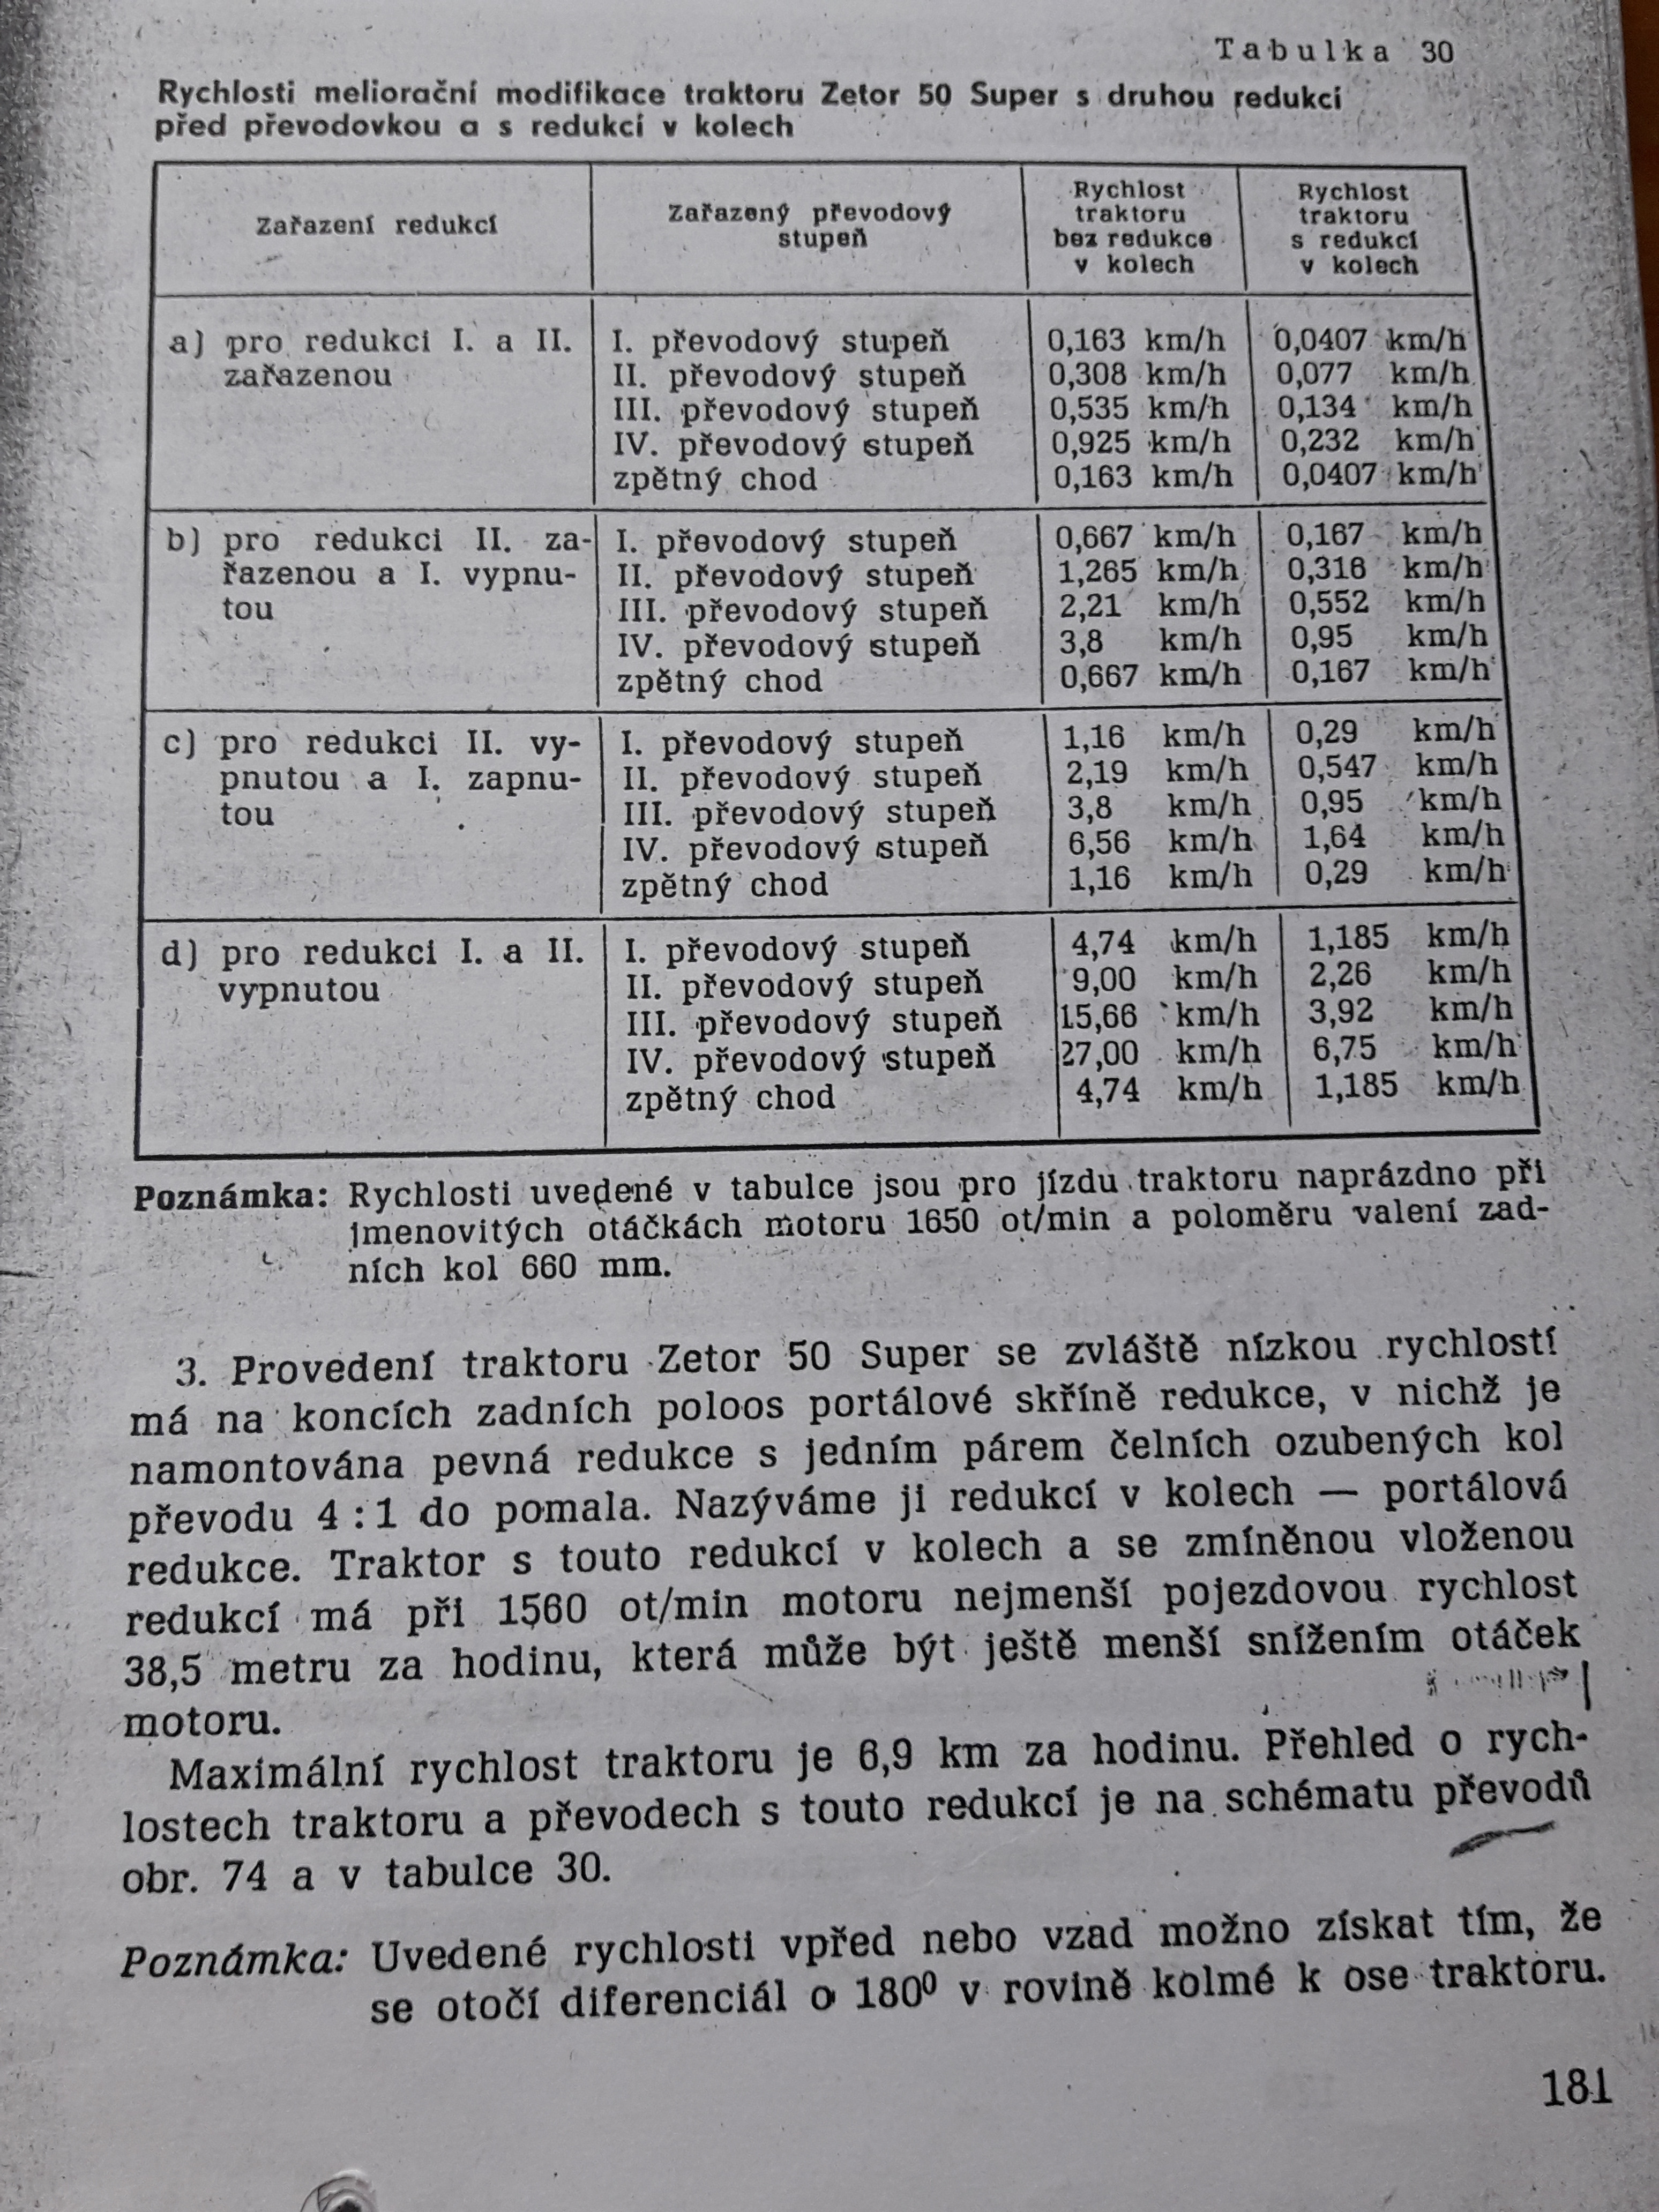 Tabulka 30
Rychlosti meliorační modifikace traktoru Zetor 50 Super s druhou redukcí
před převodovkou a s redukcí v kolech
Zařazení redukcí
Zařazený převodový
stupeň
Rychlost
traktoru
bez redukce
v kolech
Rychlost
traktoru
s redukcí
v kolech
a) pro redukci I. a II. I. převodový stupeň 0,163 km/h 0,0407 km/h
zařazenou II. převodový stupeň 0,308 km/h 0,077 km/h
III. převodový stupeň 0,535 km/h 0,134 km/h
IV. převodový stupeň 0,925 km/h 0,232 km/h
zpětný chod 0,163 km/h 0,0407 km/h
b) pro redukci II. za- I. převodový stupeň 0,667 km/h 0,167 km/h
řazenou a I. vypnu- II. převodový stupeň 1,265 km/h 0,316 km/h
tou III. převodový stupeň 2,21 km/h 0,552 km/h
IV. převodový stupeň 3,8 km/h 0,95 km/h
zpětný chod 0,667 km/h 0,167 km/h
c) pro redukci II. vy- I. převodový stupeň 1,16 km/h 0,29 km/h
pnutou a I. zapnu- II. převodový stupeň 2,19 km/h 0,547 km/h
tou III. převodový stupeň 3,8 km/h 0,95 km/h
IV. převodový stupeň 6,56 km/h 1,64 km/h
zpětný chod 1,16 km/h 0,29 km/h
d) pro redukci I. a II. I. převodový stupeň 4,74 km/h 1,185 km/h
vypnutou II. převodový stupeň 9,00 km/h 2,26 km/h
III. převodový stupeň 15,66 km/h 3,92 km/h
IV. převodový stupeň 27,00 km/h 6,75 km/h
zpětný chod 4,74 km/h 1,185 km/h
Poznámka: Rychlosti uvedené v tabulce jsou pro jízdu traktoru naprázdno při
jmenovitých otáčkách motoru 1650 ot/min a poloměru valení zad-
ních kol 660 mm.
3. Provedení traktoru Zetor 50 Super se zvláště nízkou rychlostí
má na koncích zadních poloos portálové skříně redukce, v nichž je
namontována pevná redukce s jedním párem čelních ozubených kol
převodu 4 : 1 do pomala. Nazýváme ji redukcí v kolech — portálová
redukce. Traktor s touto redukcí v kolech a se zmíněnou vloženou
redukcí má při 1560 ot/min motoru nejmenší pojezdovou rychlost
38,5 metru za hodinu, která může být ještě menší snížením otáček
motoru.
Maximální rychlost traktoru je 6,9 km za hodinu. Přehled o rych-
lostech traktoru a převodech s touto redukcí je na schématu převodů
obr. 74 a v tabulce 30.
Poznámka: Uvedené rychlosti vpřed nebo vzad možno získat tím, že
se otočí diferenciál o 180⁰ v rovině kolmé k ose traktoru.
181